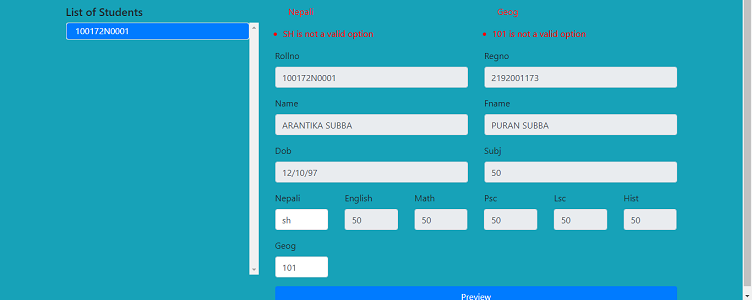 List of Students
100172N0001
Nepali
Geog
SH is not a valid option
101 is not a valid option
Rollno
Regno
100172N0001
2192001173
Name
Fname
ARANTIKA SUBBA
PURAN SUBBA
Dob
Subj
12/10/97
50
Nepali English Math Psc Lsc Hist
sh 50 50 50 50 50
Geog
101
Preview